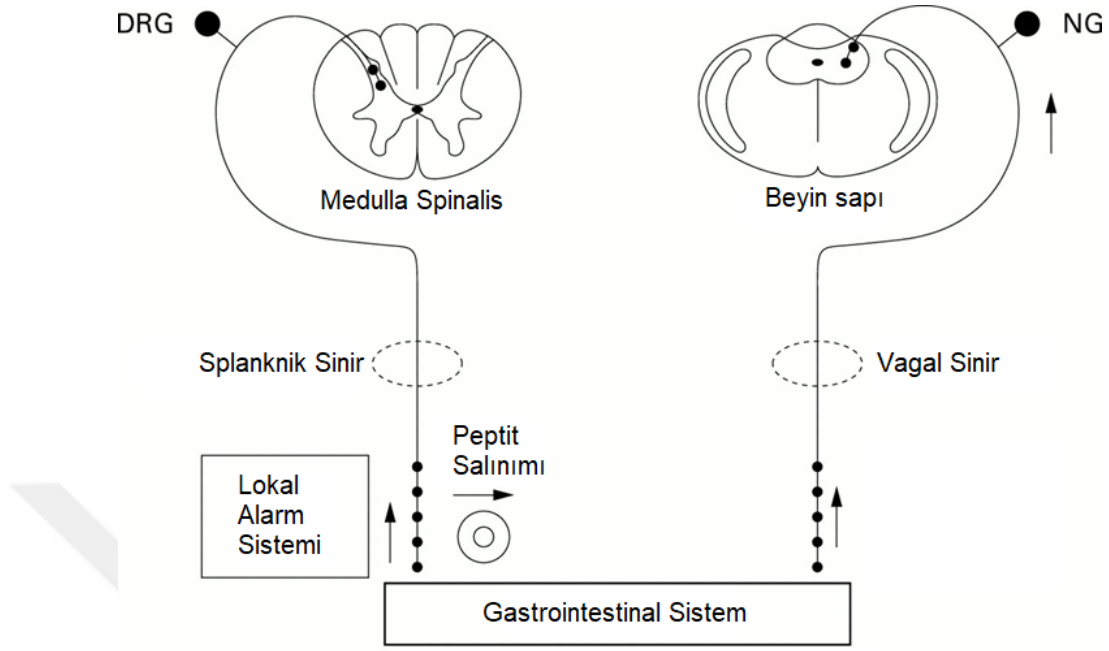 DRG
NG
Medulla Spinalis
Beyin sapı
Splanknik Sinir
Vagal Sinir
Peptit
Salınımı
Lokal
Alarm
Sistemi
Gastrointestinal Sistem